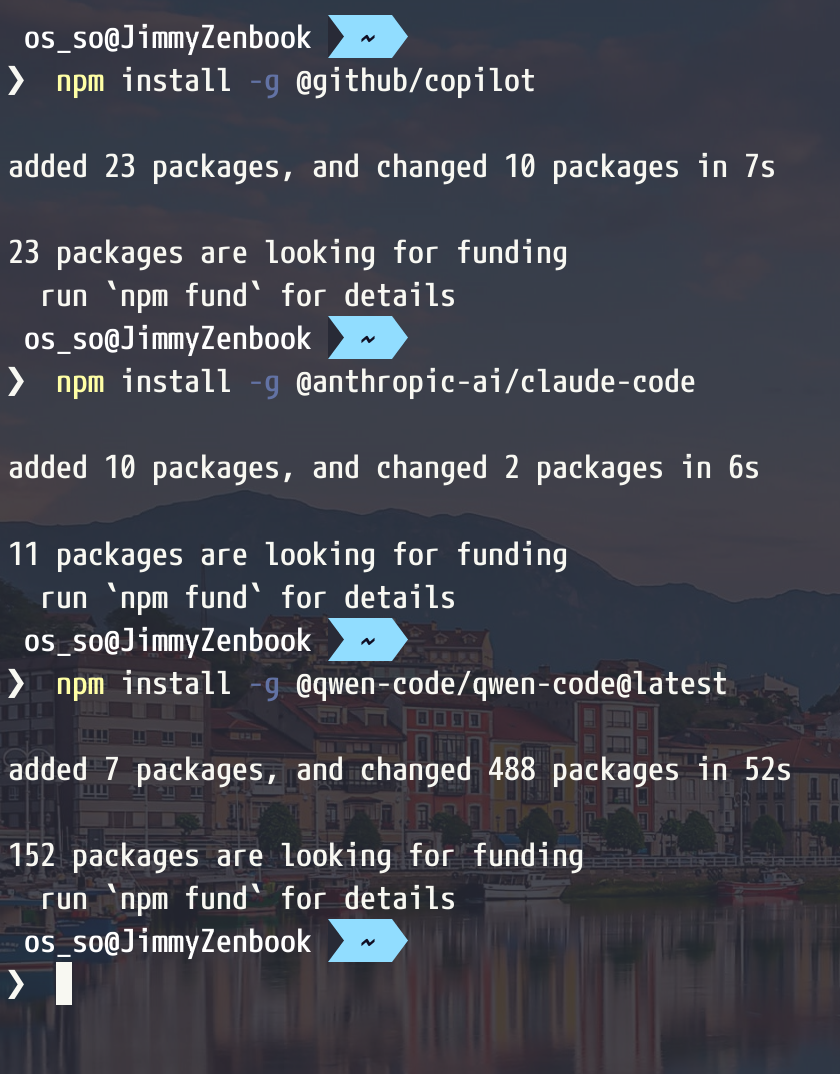 os_so@JimmyZenbook ~
❯ npm install -g @github/copilot
added 23 packages, and changed 10 packages in 7s
23 packages are looking for funding
run `npm fund` for details
os_so@JimmyZenbook ~
❯ npm install -g @anthropic-ai/claude-code
added 10 packages, and changed 2 packages in 6s
11 packages are looking for funding
run `npm fund` for details
os_so@JimmyZenbook ~
❯ npm install -g @qwen-code/qwen-code@latest
added 7 packages, and changed 488 packages in 52s
152 packages are looking for funding
run `npm fund` for details
os_so@JimmyZenbook ~
❯